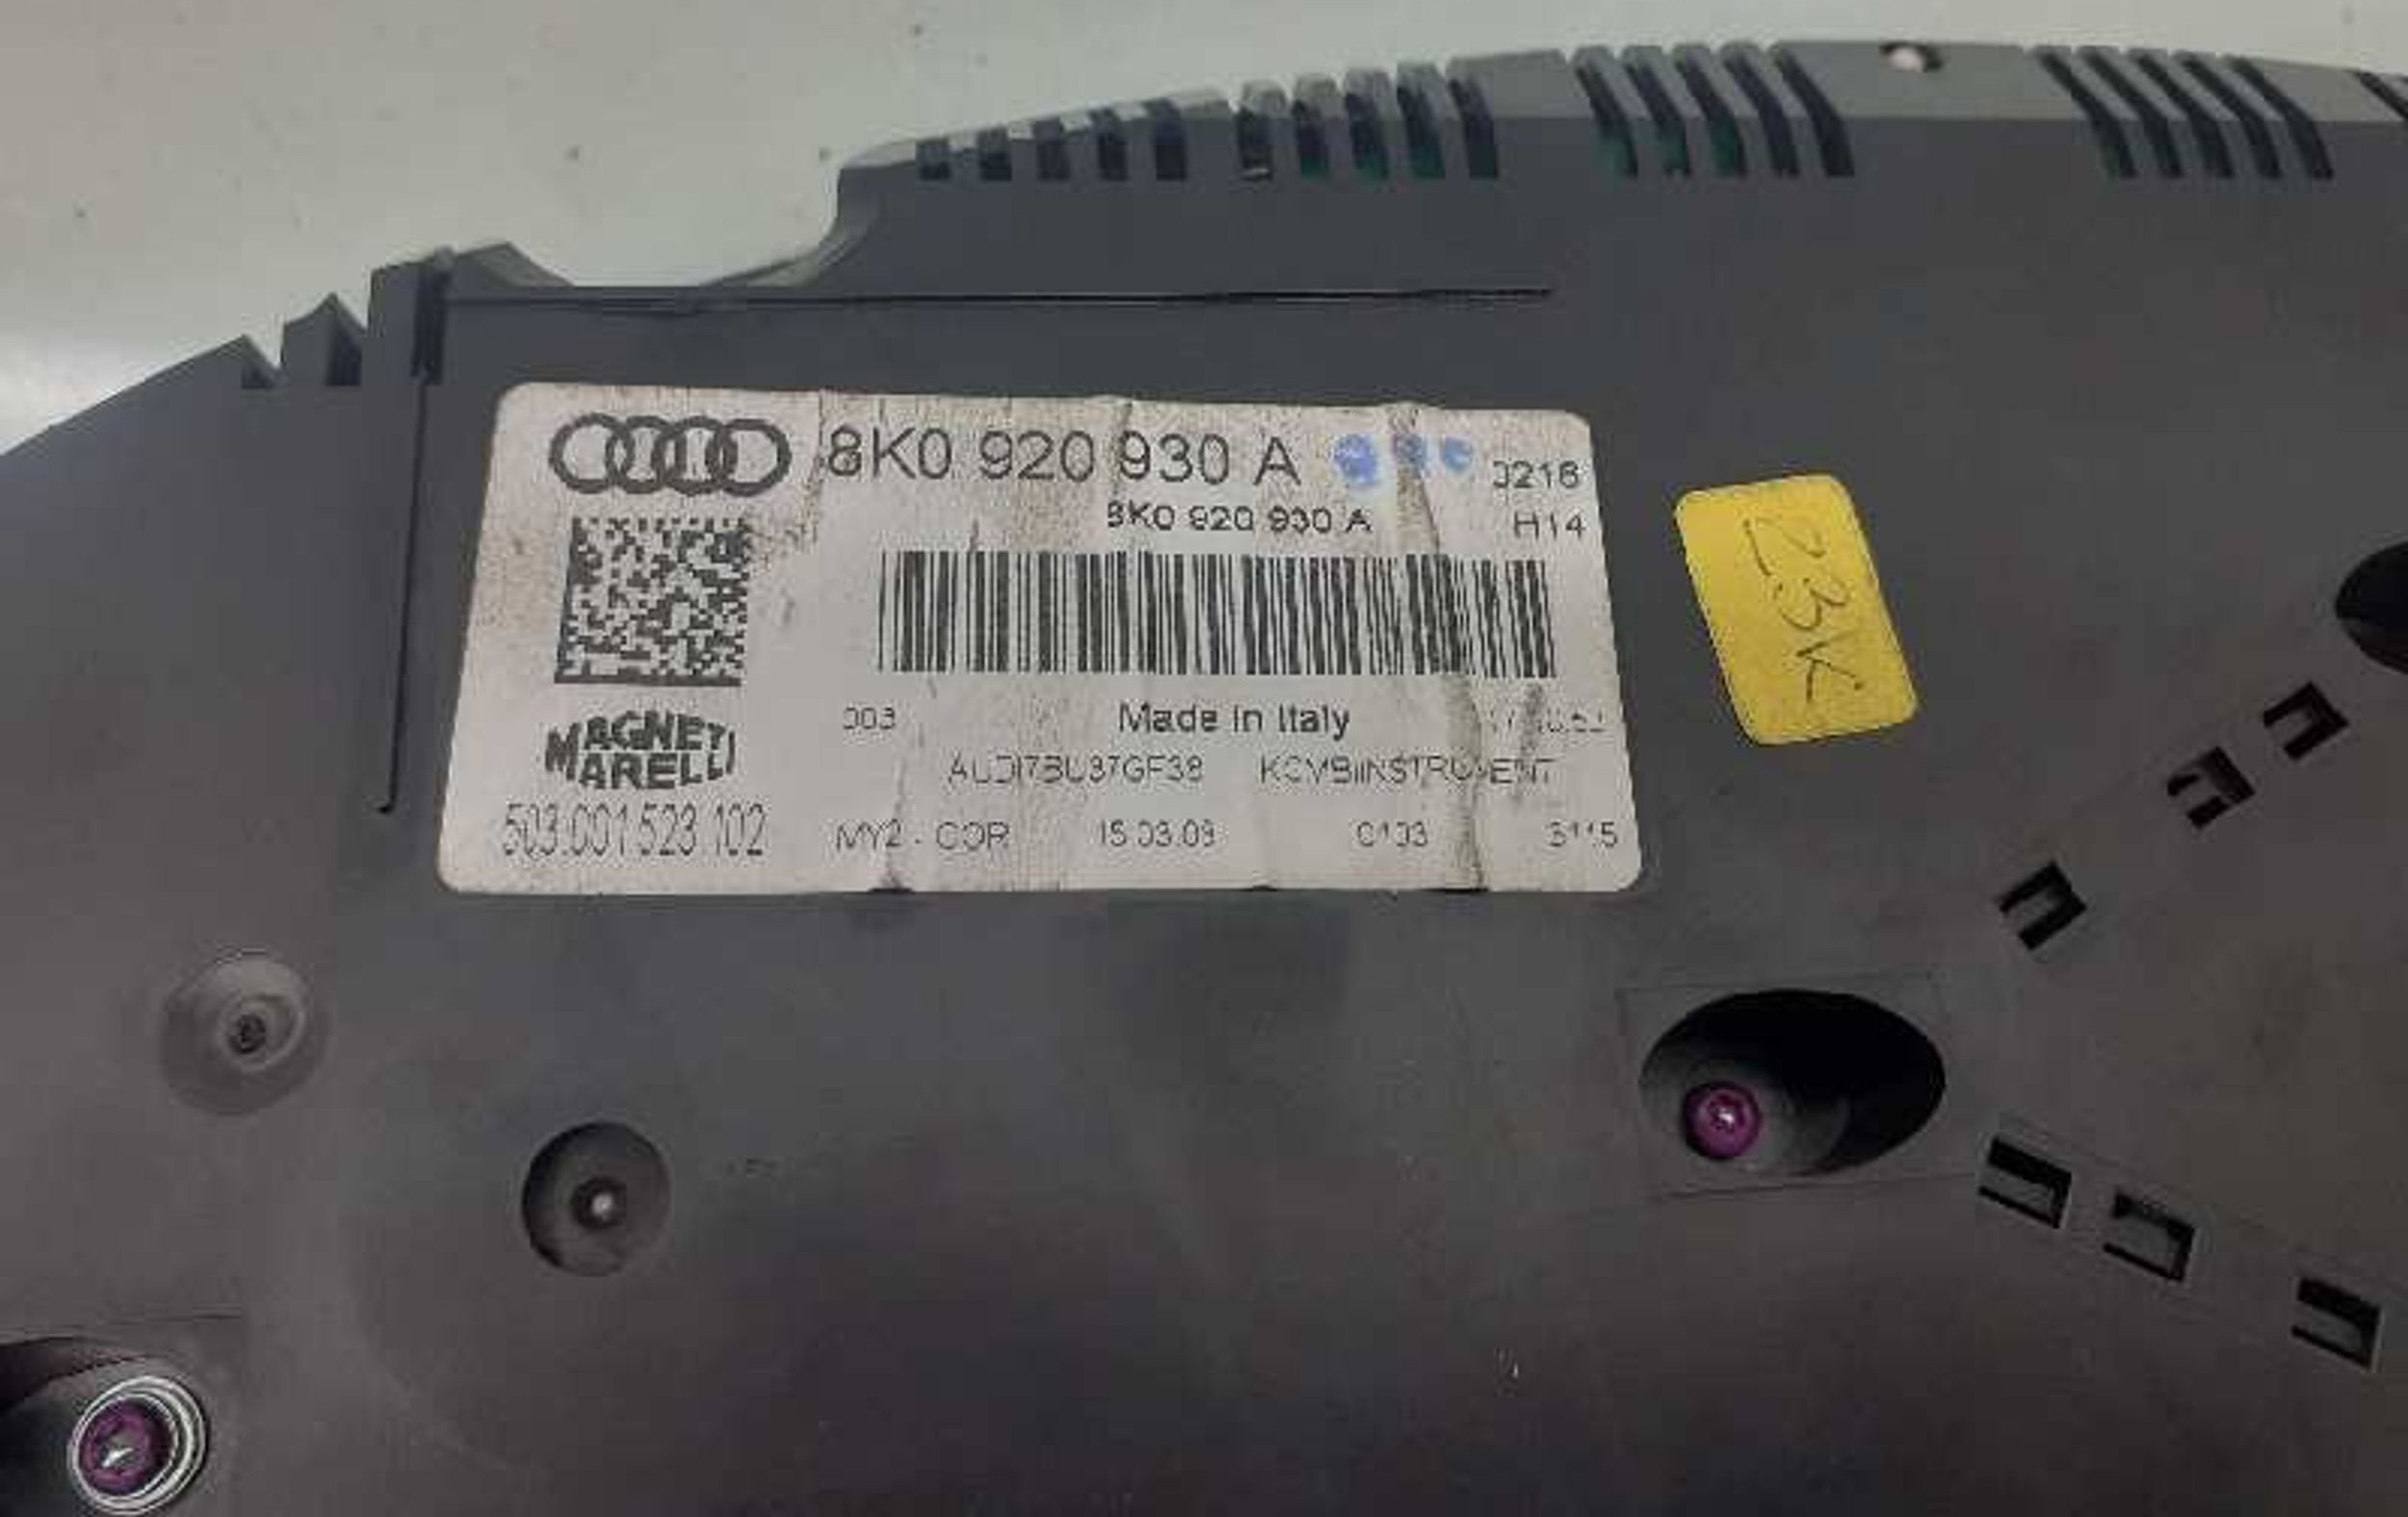 8K0 920 930 A 0216
8K0 920 930 A H14
MAGNETI
MARELLI
003 Made in Italy
KOMBIINSTRUMENT
503.001.523.102
MY2 - COR 15.03.08 0103
23K